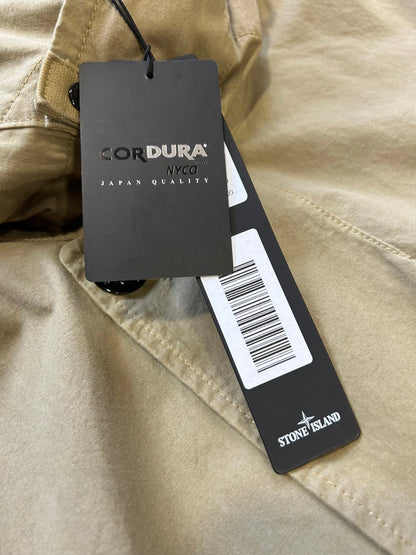 CORDURA®
NYCO
JAPAN QUALITY
STONE ISLAND